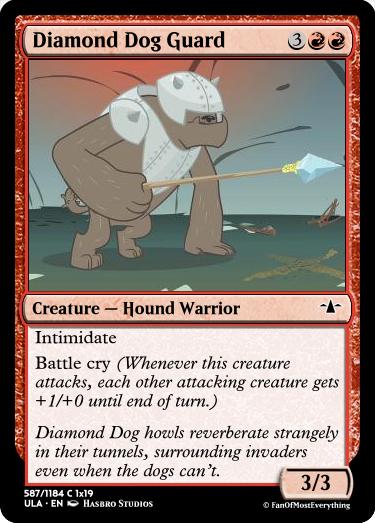 Diamond Dog Guard 3
Creature — Hound Warrior
Intimidate
Battle cry (Whenever this creature
attacks, each other attacking creature gets
+1/+0 until end of turn.)
Diamond Dog howls reverberate strangely
in their tunnels, surrounding invaders
even when the dogs can't.
3/3
587/1184 C 1x19
ULA • EN Hasbro Studios
© FanOfMostEverything